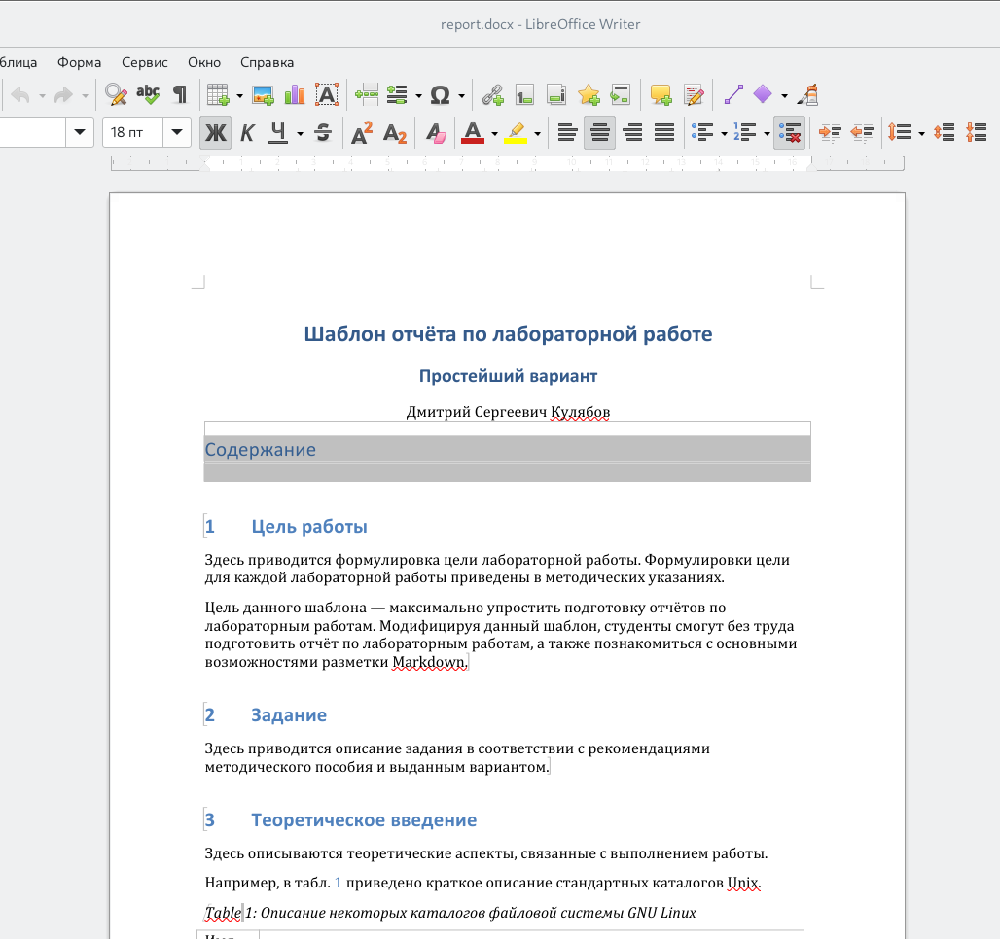 report.docx - LibreOffice Writer
блица Форма Сервис Окно Справка
18 пт
Шаблон отчёта по лабораторной работе
Простейший вариант
Дмитрий Сергеевич Кулябов
Содержание
1 Цель работы
Здесь приводится формулировка цели лабораторной работы. Формулировки цели
для каждой лабораторной работы приведены в методических указаниях.
Цель данного шаблона — максимально упростить подготовку отчётов по
лабораторным работам. Модифицируя данный шаблон, студенты смогут без труда
подготовить отчёт по лабораторным работам, а также познакомиться с основными
возможностями разметки Markdown.
2 Задание
Здесь приводится описание задания в соответствии с рекомендациями
методического пособия и выданным вариантом.
3 Теоретическое введение
Здесь описываются теоретические аспекты, связанные с выполнением работы.
Например, в табл. 1 приведено краткое описание стандартных каталогов Unix.
Table 1: Описание некоторых каталогов файловой системы GNU Linux